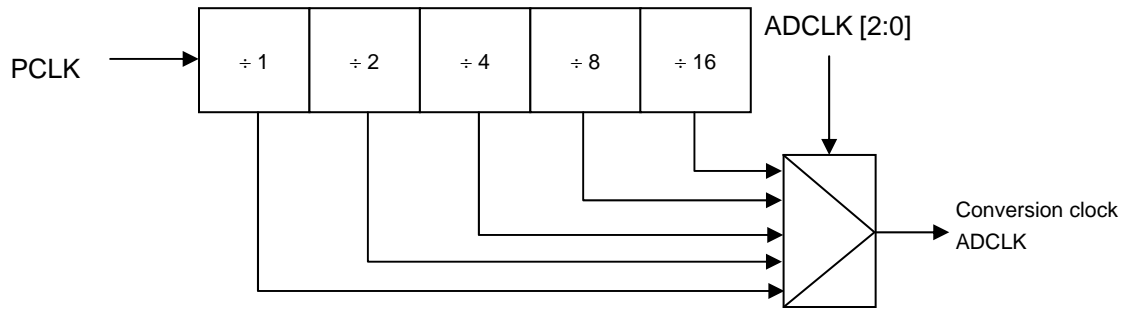 ADCLK [2:0]
PCLK
÷ 1
÷ 2
÷ 4
÷ 8
÷ 16
Conversion clock
ADCLK